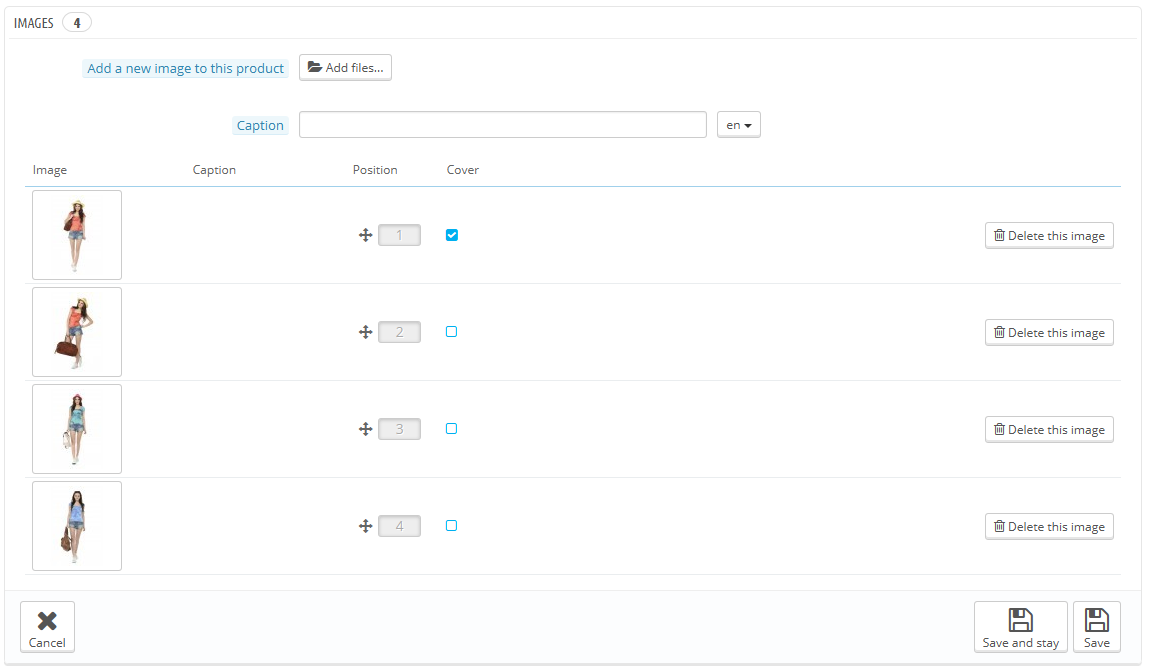 IMAGES 4
Add a new image to this product Add files...
Caption en
Image Caption Position Cover
1 Delete this image
2 Delete this image
3 Delete this image
4 Delete this image
Cancel Save and stay Save